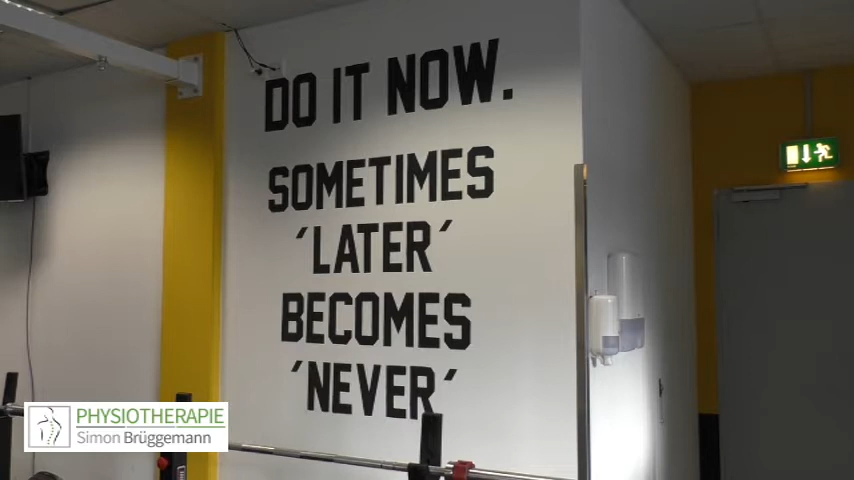 DO IT NOW.
SOMETIMES
´LATER´
BECOMES
´NEVER´
PHYSIOTHERAPIE
Simon Brüggemann